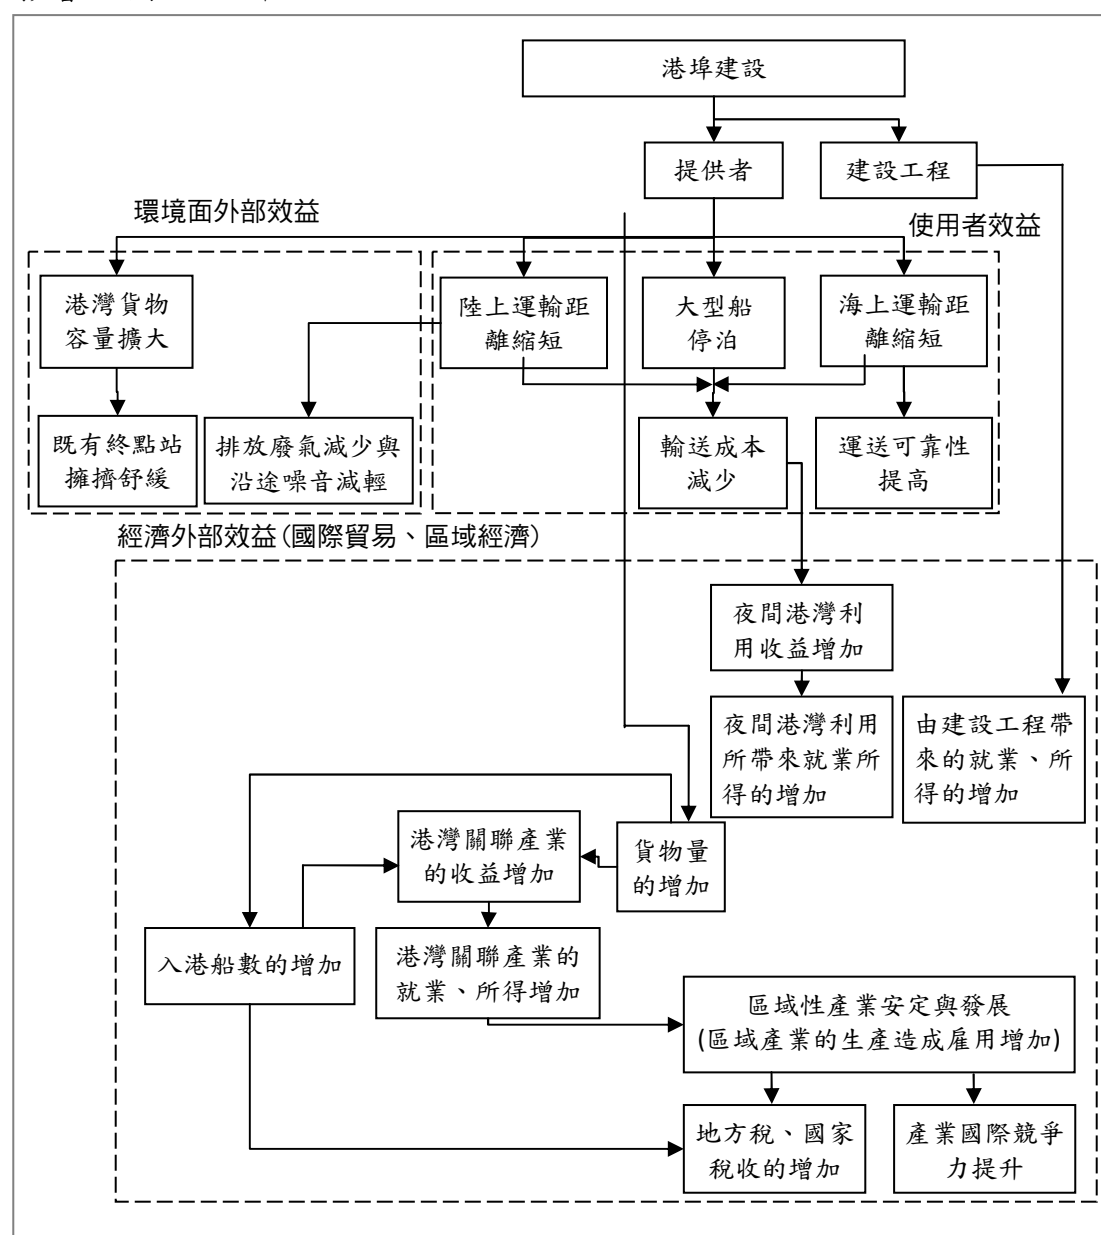 港埠建設
提供者
建設工程
環境面外部效益
使用者效益
港灣貨物
容量擴大
陸上運輸距
離縮短
大型船
停泊
海上運輸距
離縮短
既有終點站
擁擠舒緩
排放廢氣減少與
沿途噪音減輕
輸送成本
減少
運送可靠性
提高
經濟外部效益(國際貿易、區域經濟)
夜間港灣利
用收益增加
夜間港灣利用
所帶來就業所
得的增加
由建設工程帶
來的就業、所
得的增加
港灣關聯產業
的收益增加
貨物量
的增加
入港船數的增加
港灣關聯產業的
就業、所得增加
區域性產業安定與發展
(區域產業的生產造成雇用增加)
地方稅、國家
稅收的增加
產業國際競爭
力提升